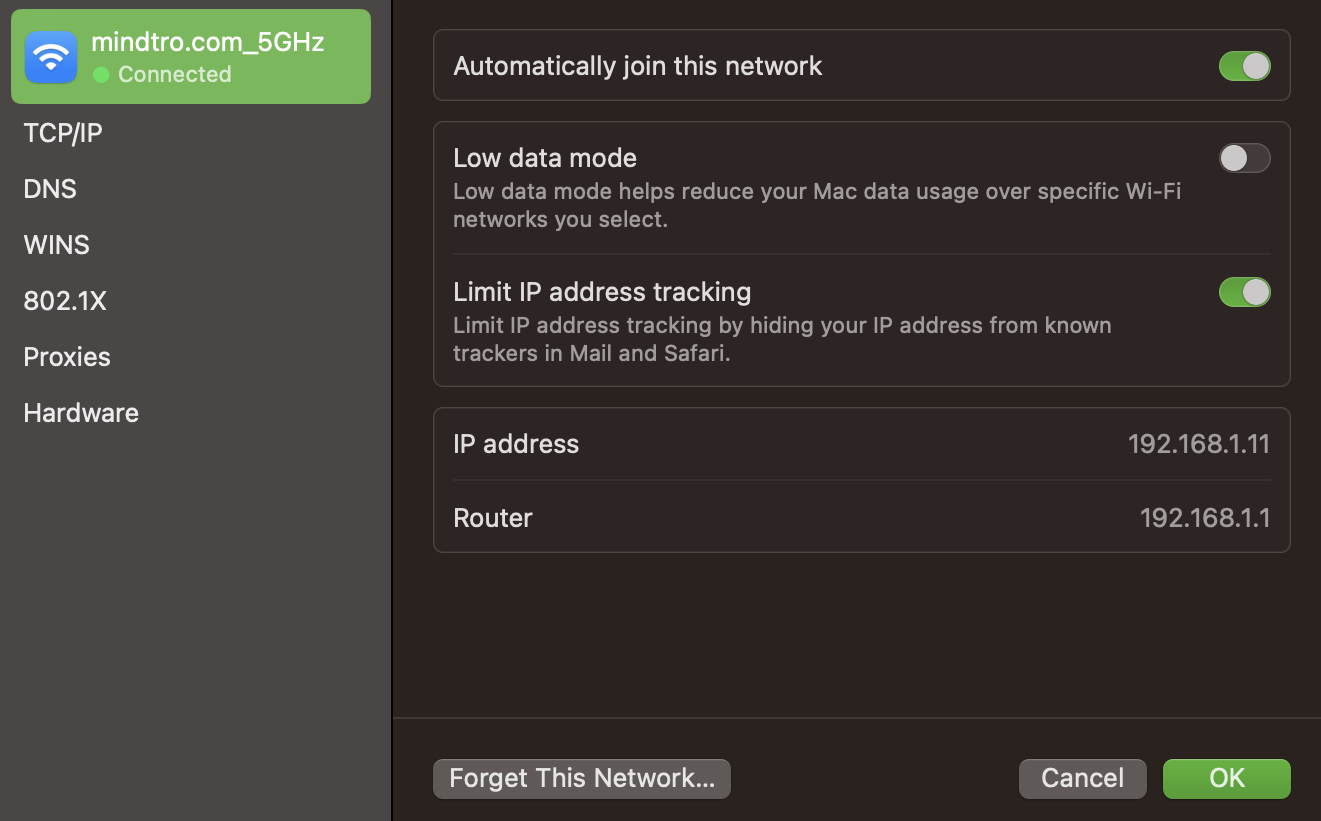 mindtro.com_5GHz
Connected
TCP/IP
DNS
WINS
802.1X
Proxies
Hardware
Automatically join this network
Low data mode
Low data mode helps reduce your Mac data usage over specific Wi-Fi
networks you select.
Limit IP address tracking
Limit IP address tracking by hiding your IP address from known
trackers in Mail and Safari.
IP address 192.168.1.11
Router 192.168.1.1
Forget This Network... Cancel OK